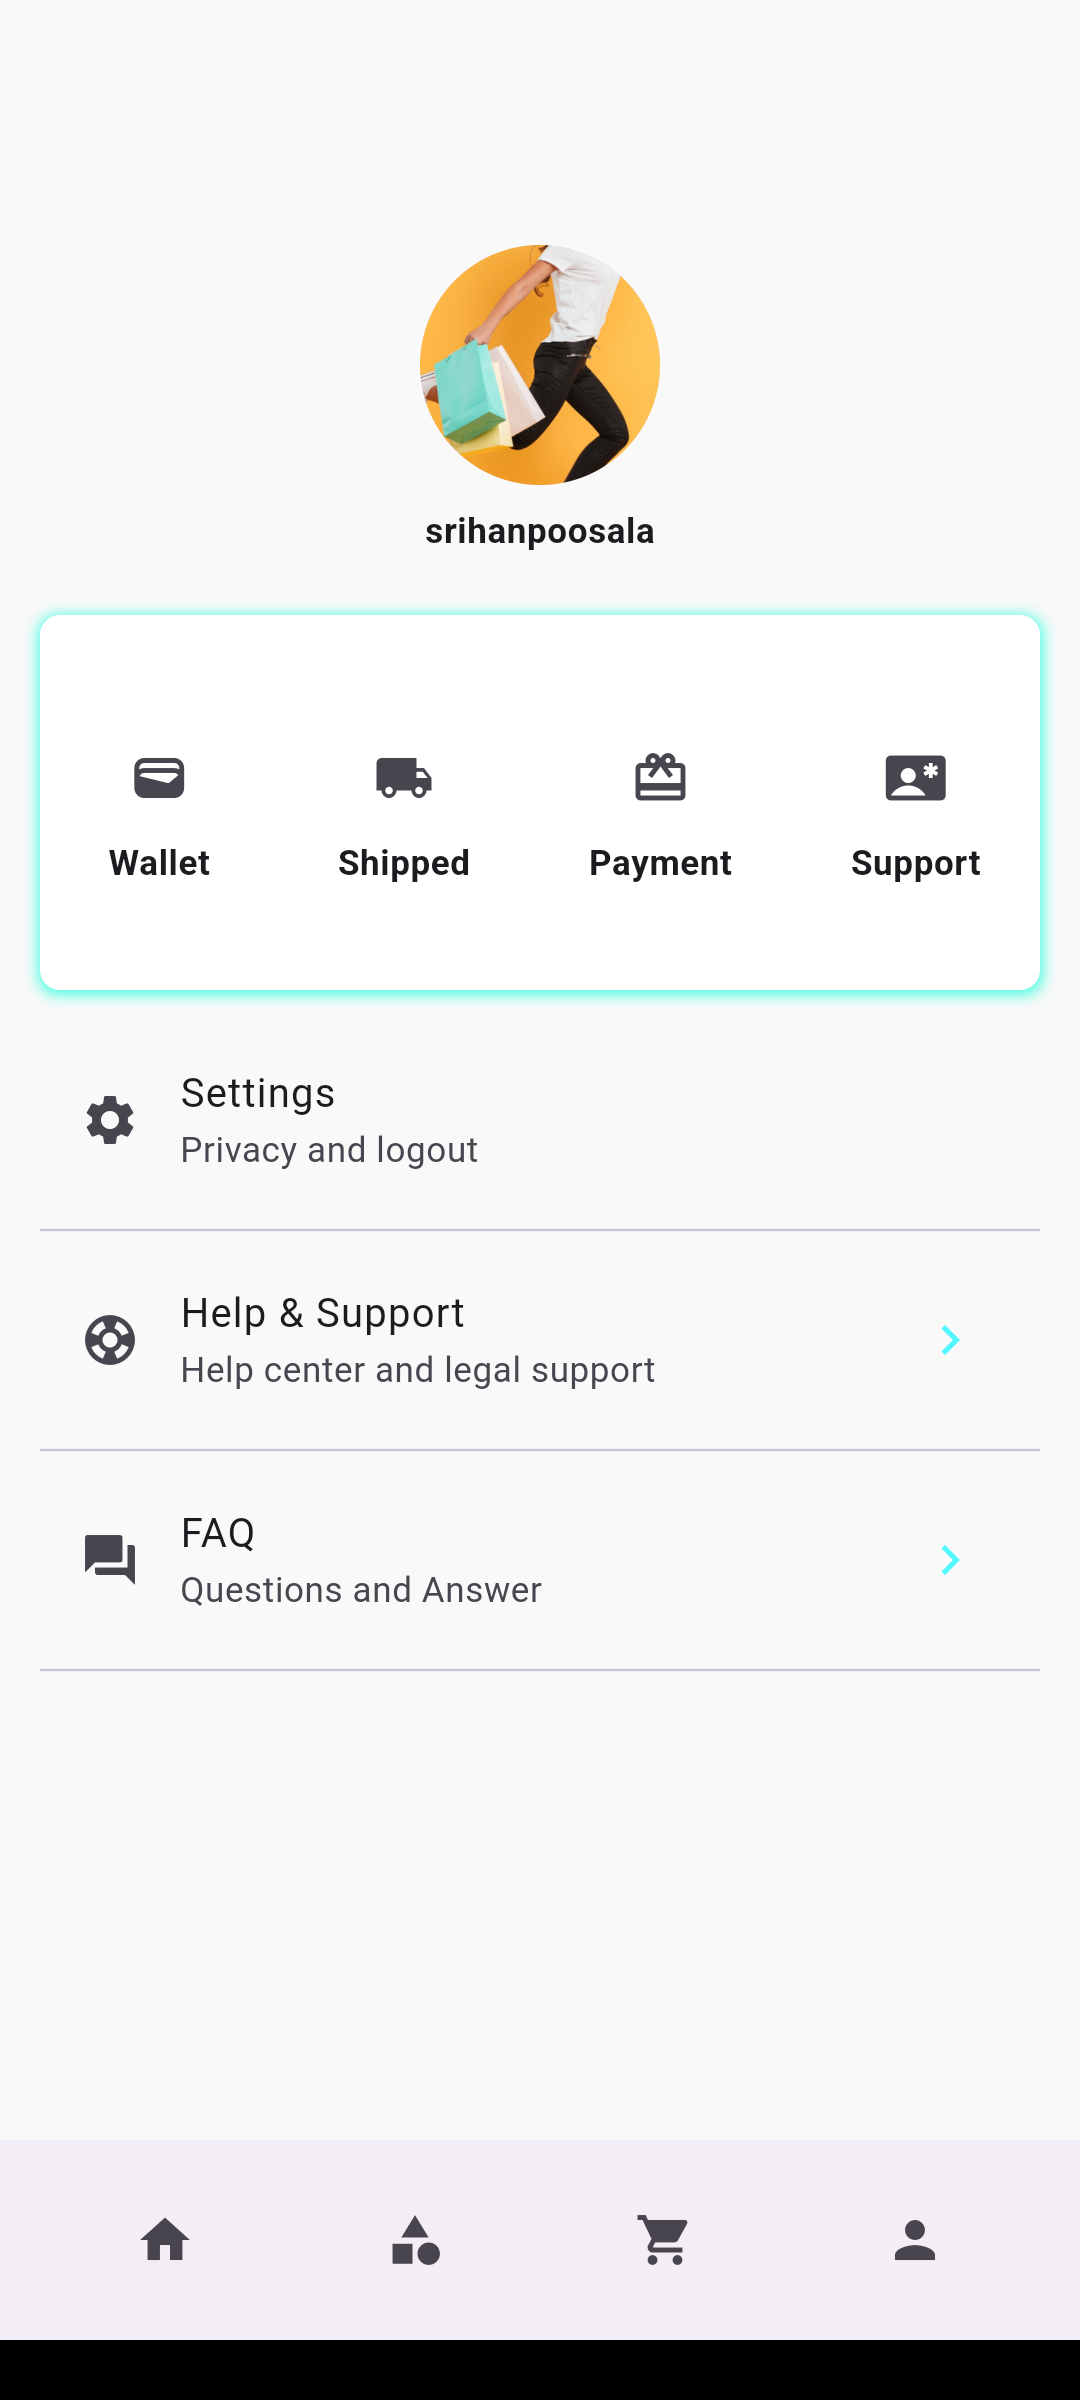 srihanpoosala
Wallet Shipped Payment Support
Settings
Privacy and logout
Help & Support
Help center and legal support
FAQ
Questions and Answer